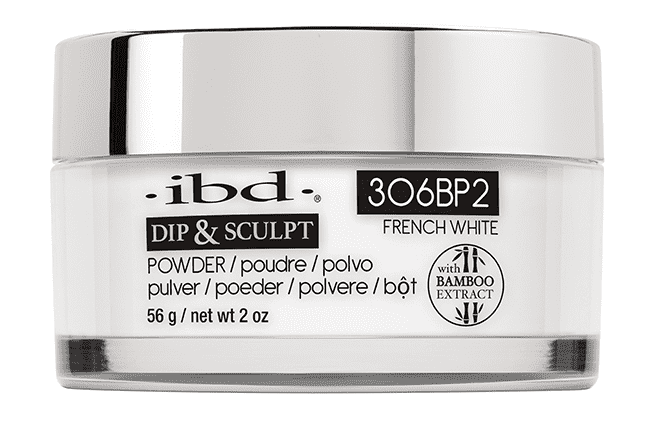 ·ibd·®
306BP2
DIP & SCULPT
FRENCH WHITE
POWDER / poudre / polvo
pulver / poeder / polvere / bột
56 g / net wt 2 oz
with
BAMBOO
EXTRACT